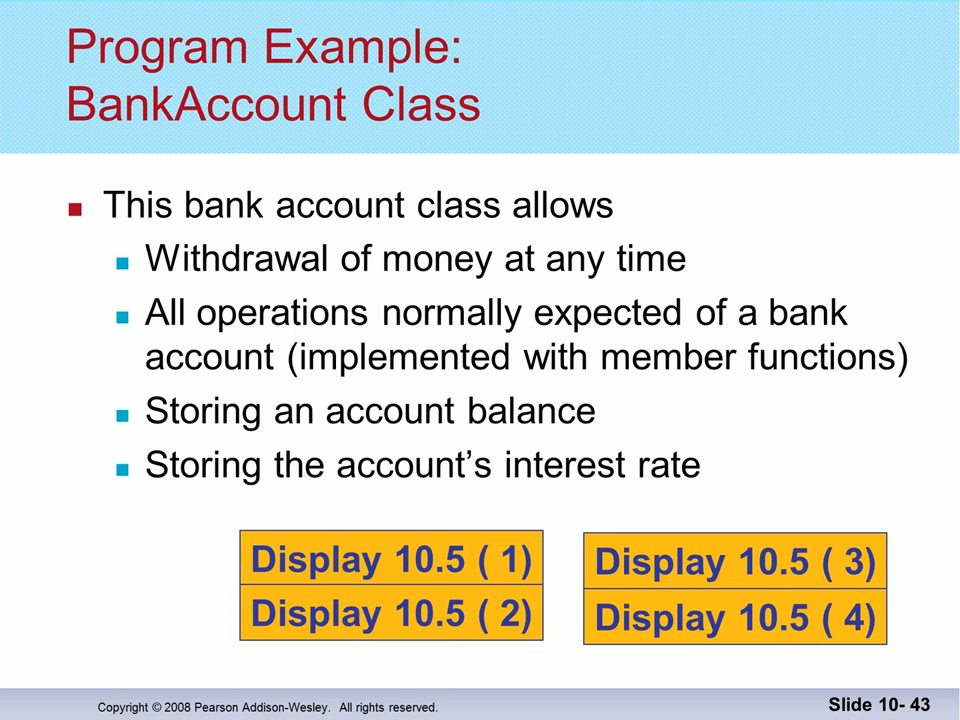 Program Example:
BankAccount Class
This bank account class allows
Withdrawal of money at any time
All operations normally expected of a bank
account (implemented with member functions)
Storing an account balance
Storing the account’s interest rate
Display 10.5 ( 1)
Display 10.5 ( 2)
Display 10.5 ( 3)
Display 10.5 ( 4)
Copyright © 2008 Pearson Addison-Wesley. All rights reserved.
Slide 10- 43